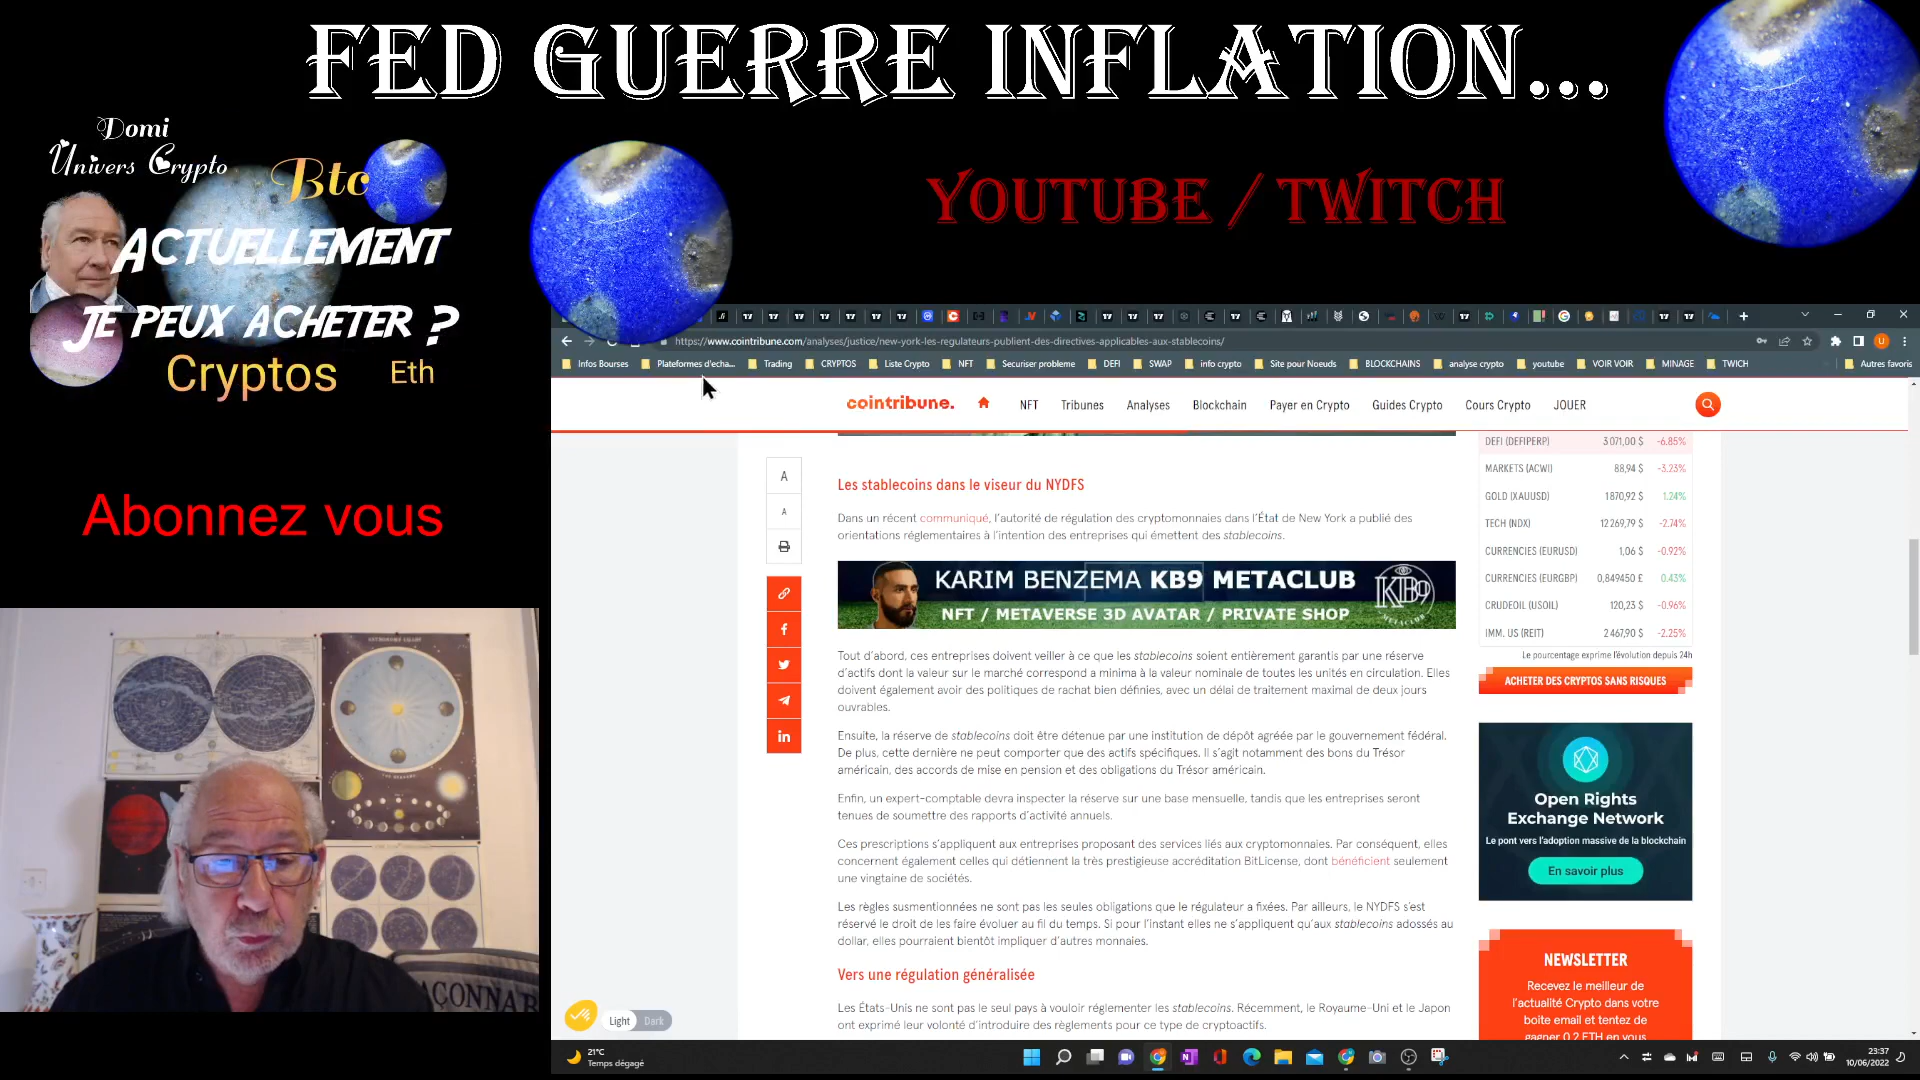 FED GUERRE INFLATION...
YOUTUBE / TWITCH
Domi
Univers Crypto
Btc
ACTUELLEMENT
JE PEUX ACHETER ?
Cryptos
Eth
Abonnez vous
https://www.cointribune.com/analyses/justice/new-york-les-regulateurs-publient-des-directives-applicables-aux-stablecoins/
Infos Bourses
Plateformes d'echa...
Trading
CRYPTOS
Liste Crypto
NFT
Securiser probleme
DEFI
SWAP
info crypto
Site pour Noeuds
BLOCKCHAINS
analyse crypto
youtube
VOIR VOIR
MINAGE
TWICH
Autres favoris
cointribune.
NFT
Tribunes
Analyses
Blockchain
Payer en Crypto
Guides Crypto
Cours Crypto
JOUER
A
A
Les stablecoins dans le viseur du NYDFS
Dans un récent communiqué, l'autorité de régulation des cryptomonnaies dans l'État de New York a publié des
orientations réglementaires à l'intention des entreprises qui émettent des stablecoins.
KARIM BENZEMA KB9 METACLUB
NFT / METAVERSE 3D AVATAR / PRIVATE SHOP
KB9
METACLUB
Tout d'abord, ces entreprises doivent veiller à ce que les stablecoins soient entièrement garantis par une réserve
d'actifs dont la valeur sur le marché correspond a minima à la valeur nominale de toutes les unités en circulation. Elles
doivent également avoir des politiques de rachat bien définies, avec un délai de traitement maximal de deux jours
ouvrables.
Ensuite, la réserve de stablecoins doit être détenue par une institution de dépôt agréée par le gouvernement fédéral.
De plus, cette dernière ne peut comporter que des actifs spécifiques. Il s'agit notamment des bons du Trésor
américain, des accords de mise en pension et des obligations du Trésor américain.
Enfin, un expert-comptable devra inspecter la réserve sur une base mensuelle, tandis que les entreprises seront
tenues de soumettre des rapports d'activité annuels.
Ces prescriptions s'appliquent aux entreprises proposant des services liés aux cryptomonnaies. Par conséquent, elles
concernent également celles qui détiennent la très prestigieuse accréditation BitLicense, dont bénéficient seulement
une vingtaine de sociétés.
Les règles susmentionnées ne sont pas les seules obligations que le régulateur a fixées. Par ailleurs, le NYDFS s'est
réservé le droit de les faire évoluer au fil du temps. Si pour l'instant elles ne s'appliquent qu'aux stablecoins adossés au
dollar, elles pourraient bientôt impliquer d'autres monnaies.
Vers une régulation généralisée
Les États-Unis ne sont pas le seul pays à vouloir réglementer les stablecoins. Récemment, le Royaume-Uni et le Japon
ont exprimé leur volonté d'introduire des règlements pour ce type de cryptoactifs.
DEFI (DEFIPERP) 3 071,00 $ -6.85%
MARKETS (ACWI) 88,94 $ -3.23%
GOLD (XAUUSD) 1 870,92 $ 1.24%
TECH (NDX) 12 269,79 $ -2.74%
CURRENCIES (EURUSD) 1,06 $ -0.92%
CURRENCIES (EURGBP) 0,849450 £ 0.43%
CRUDEOIL (USOIL) 120,23 $ -0.96%
IMM. US (REIT) 2 467,90 $ -2.25%
Le pourcentage exprime l'évolution depuis 24h
ACHETER DES CRYPTOS SANS RISQUES
Open Rights
Exchange Network
Le pont vers l'adoption massive de la blockchain
En savoir plus
NEWSLETTER
Recevez le meilleur de
l'actualité Crypto dans votre
boite email et tentez de
gagner 0.2 ETH en vous
Light
Dark
AÇONNAB
21°C
Temps dégagé
23:37
10/06/2022